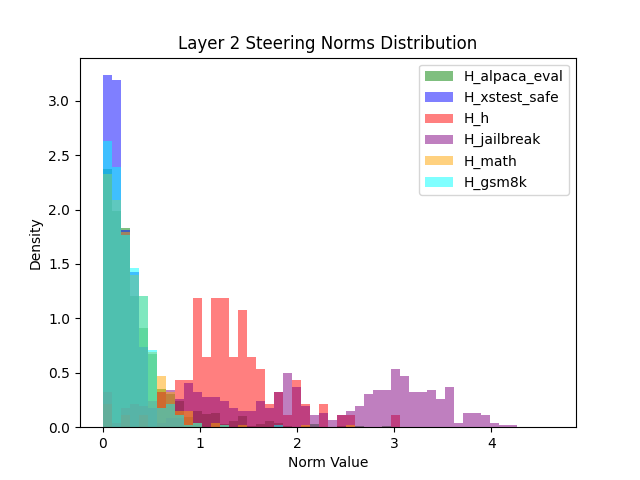 Layer 2 Steering Norms Distribution
H_alpaca_eval
H_xstest_safe
H_h
H_jailbreak
H_math
H_gsm8k
Density
3.0
2.5
2.0
1.5
1.0
0.5
0.0
0
1
2
3
4
Norm Value